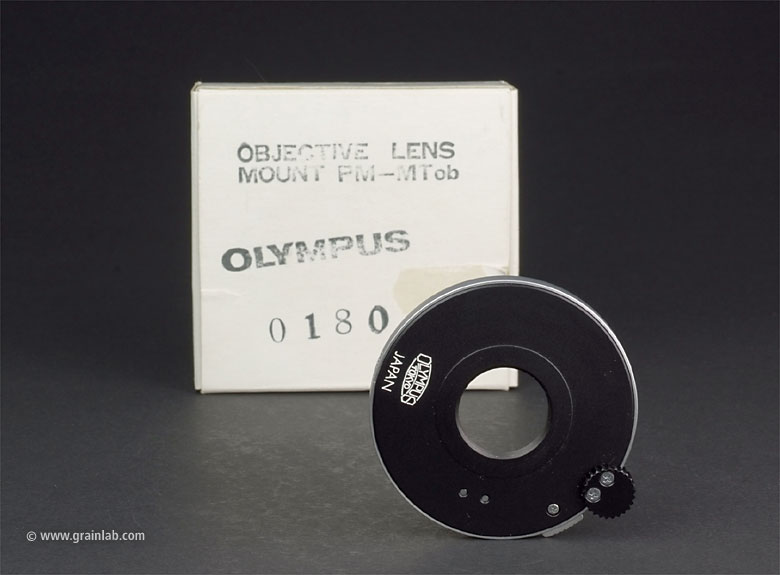 OBJECTIVE LENS
MOUNT PM-MTob
OLYMPUS
0180
OLYMPUS
TOKYO
JAPAN
© www.grainlab.com